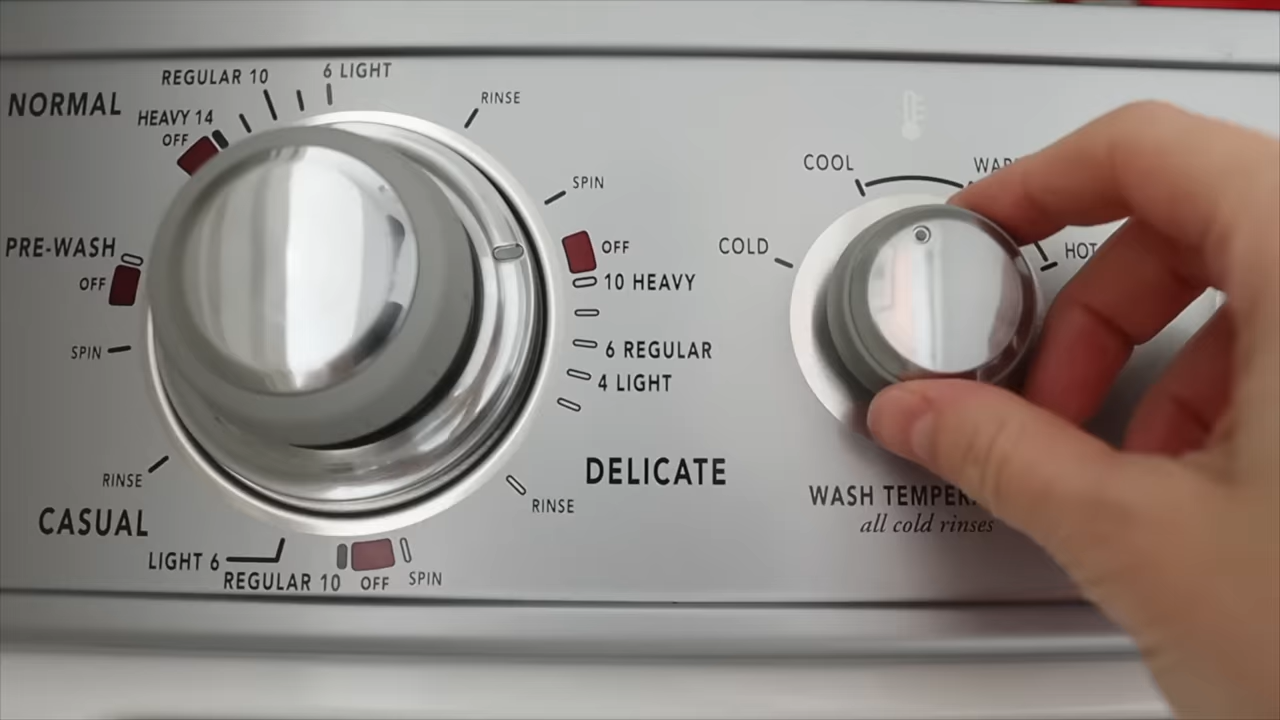 NORMAL
REGULAR 10
6 LIGHT
HEAVY 14
OFF
RINSE
SPIN
PRE-WASH
OFF
OFF
10 HEAVY
6 REGULAR
4 LIGHT
SPIN
RINSE
CASUAL
LIGHT 6
REGULAR 10
OFF
SPIN
RINSE
DELICATE
COOL
COLD
HOT
WASH
all cold rinses